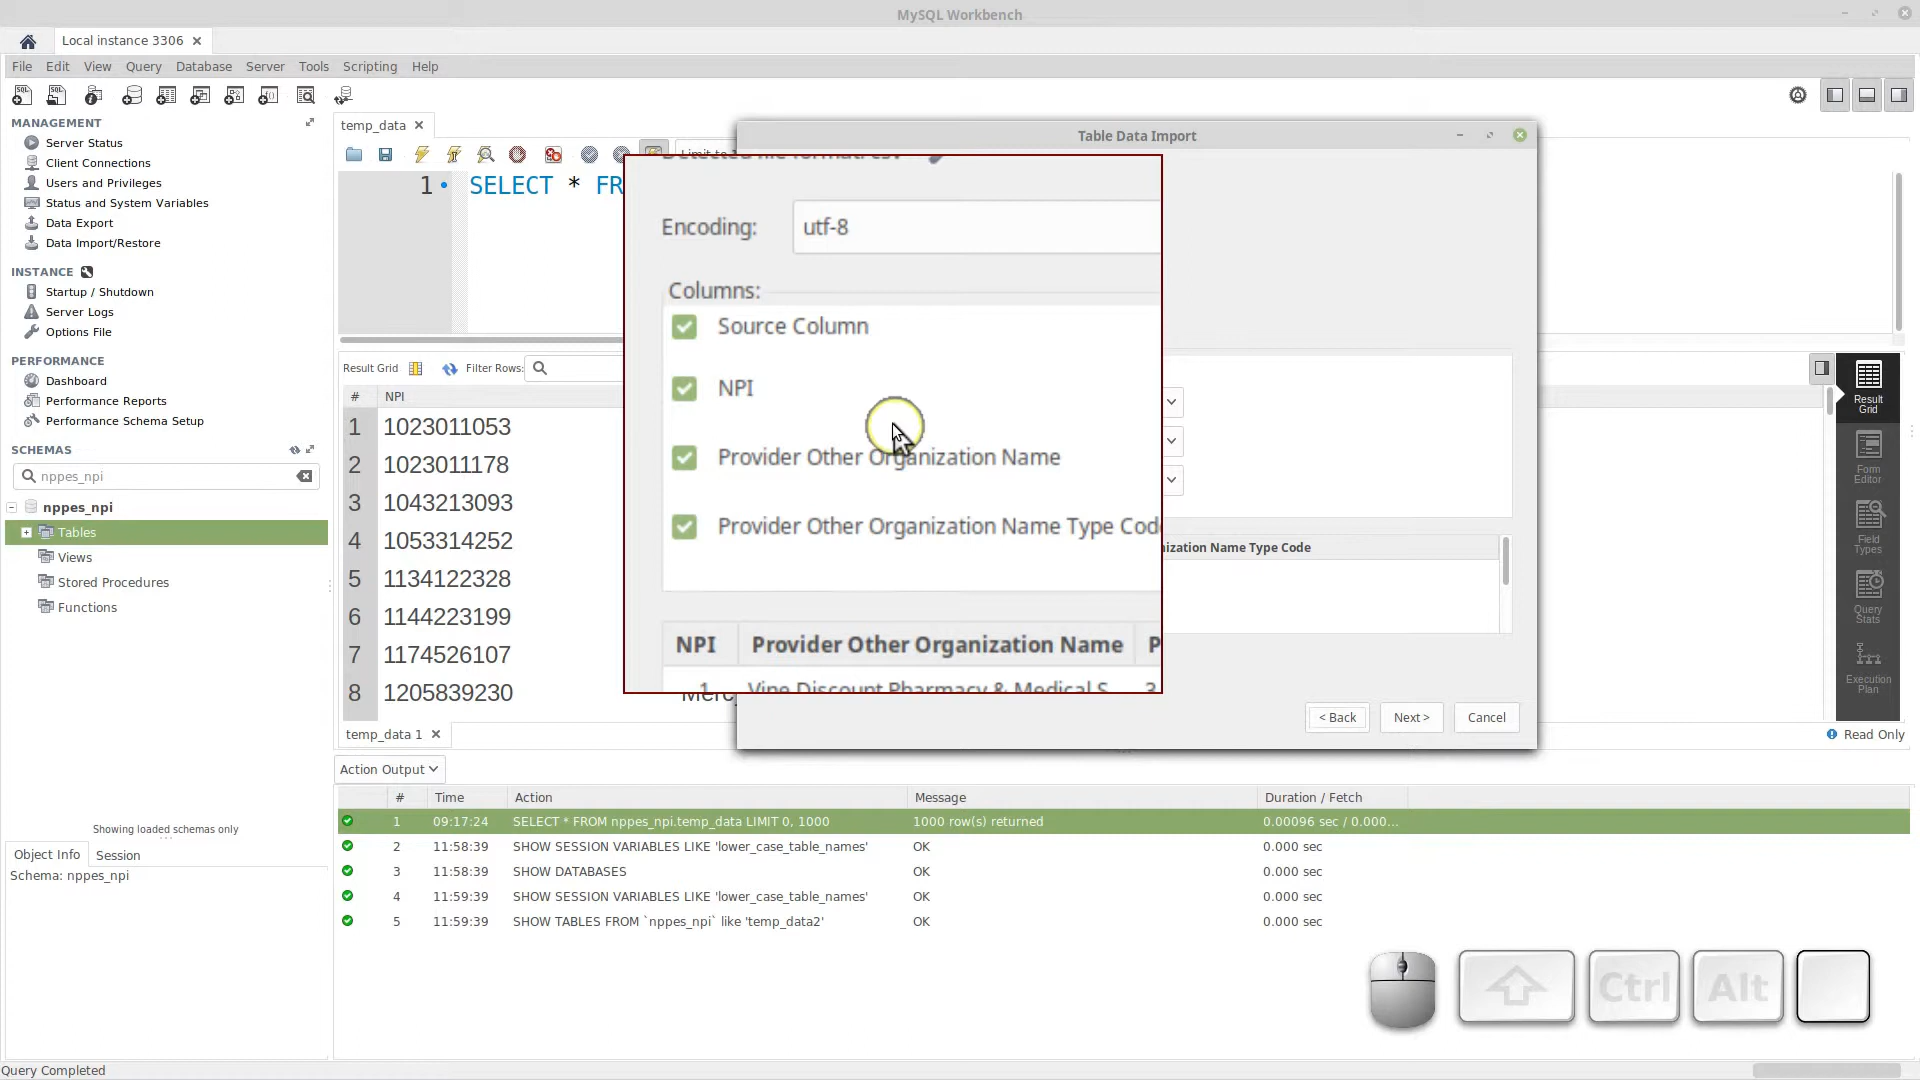 MySQL Workbench
Local instance 3306
File Edit View Query Database Server Tools Scripting Help
MANAGEMENT
Server Status
Client Connections
Users and Privileges
Status and System Variables
Data Export
Data Import/Restore
INSTANCE
Startup / Shutdown
Server Logs
Options File
PERFORMANCE
Dashboard
Performance Reports
Performance Schema Setup
SCHEMAS
nppes_npi
nppes_npi
Tables
Views
Stored Procedures
Functions
Showing loaded schemas only
Object Info Session
Schema: nppes_npi
temp_data
1 SELECT * FR
Result Grid Filter Rows:
# NPI
1 1023011053
2 1023011178
3 1043213093
4 1053314252
5 1134122328
6 1144223199
7 1174526107
8 1205839230
temp_data 1
Table Data Import
Encoding: utf-8
Columns:
Source Column
NPI
Provider Other Organization Name
Provider Other Organization Name Type Code
NPI Provider Other Organization Name P
1 Vine Discount Pharmacy & Medical S 3
ization Name Type Code
< Back Next > Cancel
Result Grid
Form Editor
Field Types
Query Stats
Execution Plan
Read Only
Action Output
# Time Action Message Duration / Fetch
1 09:17:24 SELECT * FROM nppes_npi.temp_data LIMIT 0, 1000 1000 row(s) returned 0.00096 sec / 0.000...
2 11:58:39 SHOW SESSION VARIABLES LIKE 'lower_case_table_names' OK 0.000 sec
3 11:58:39 SHOW DATABASES OK 0.000 sec
4 11:59:39 SHOW SESSION VARIABLES LIKE 'lower_case_table_names' OK 0.000 sec
5 11:59:39 SHOW TABLES FROM `nppes_npi` like 'temp_data2' OK 0.000 sec
Ctrl Alt
Query Completed